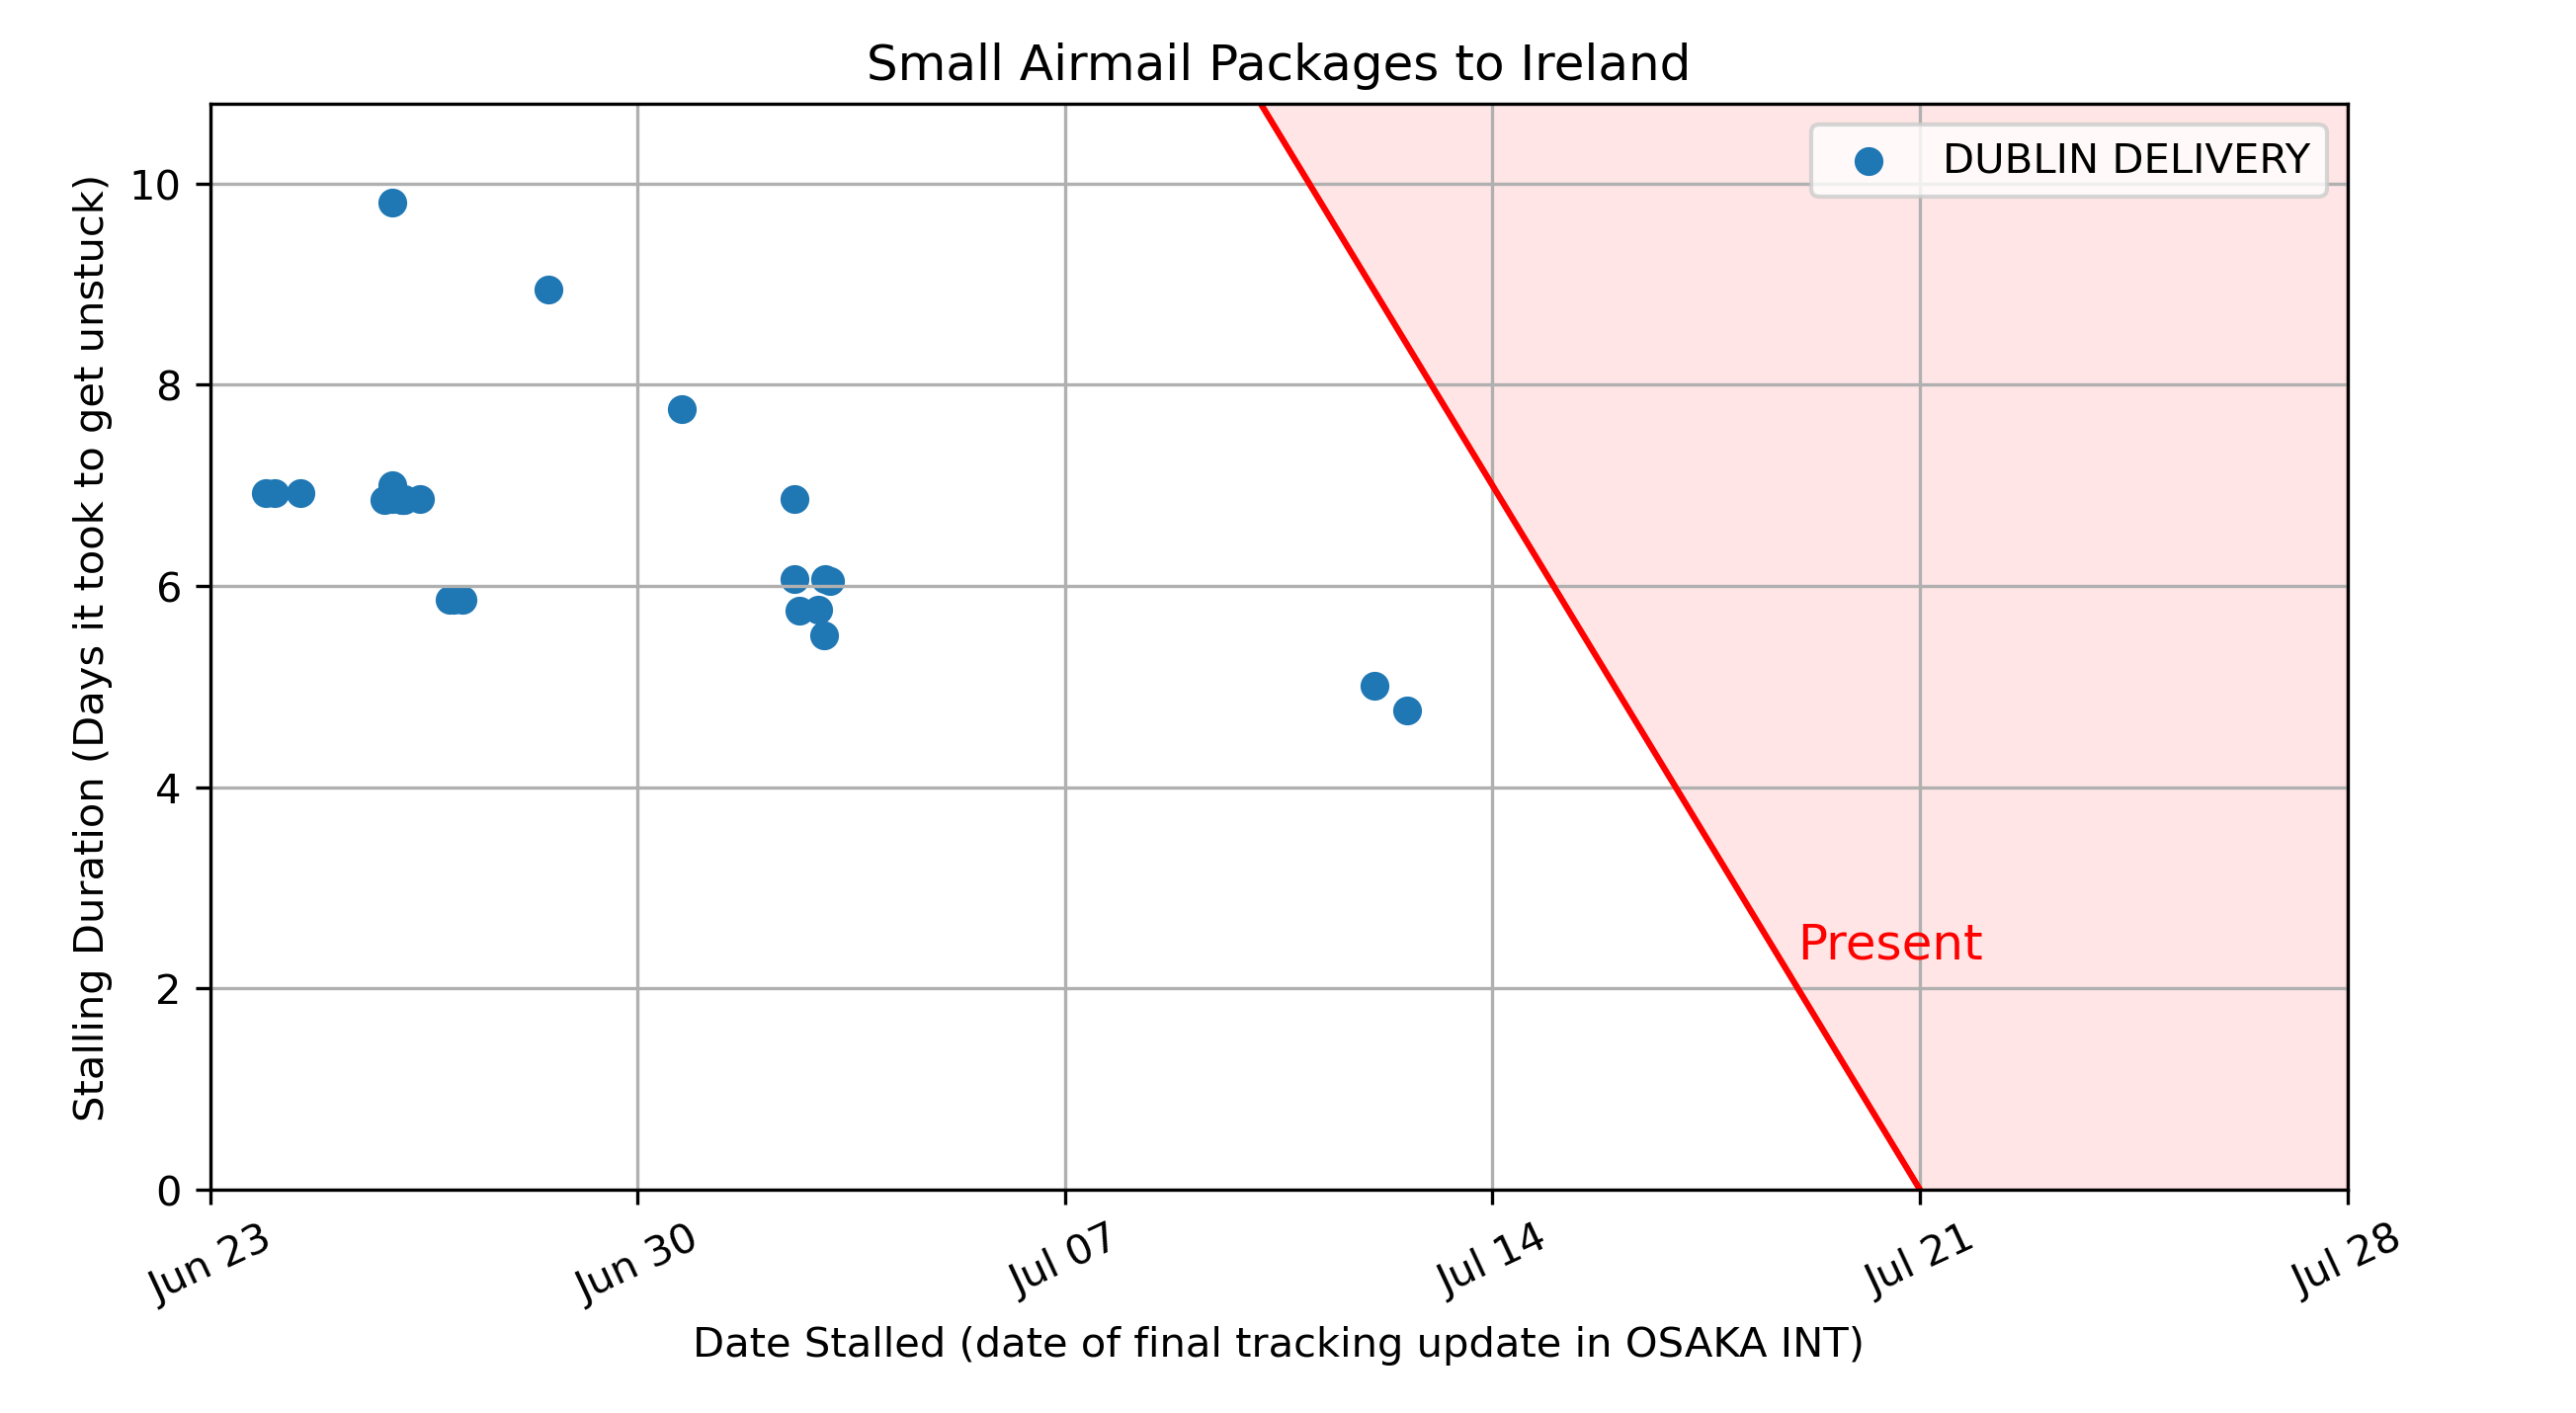 Small Airmail Packages to Ireland
DUBLIN DELIVERY
Stalling Duration (Days it took to get unstuck)
10
8
6
4
2
0
Present
Jun 23
Jun 30
Jul 07
Jul 14
Jul 21
Jul 28
Date Stalled (date of final tracking update in OSAKA INT)